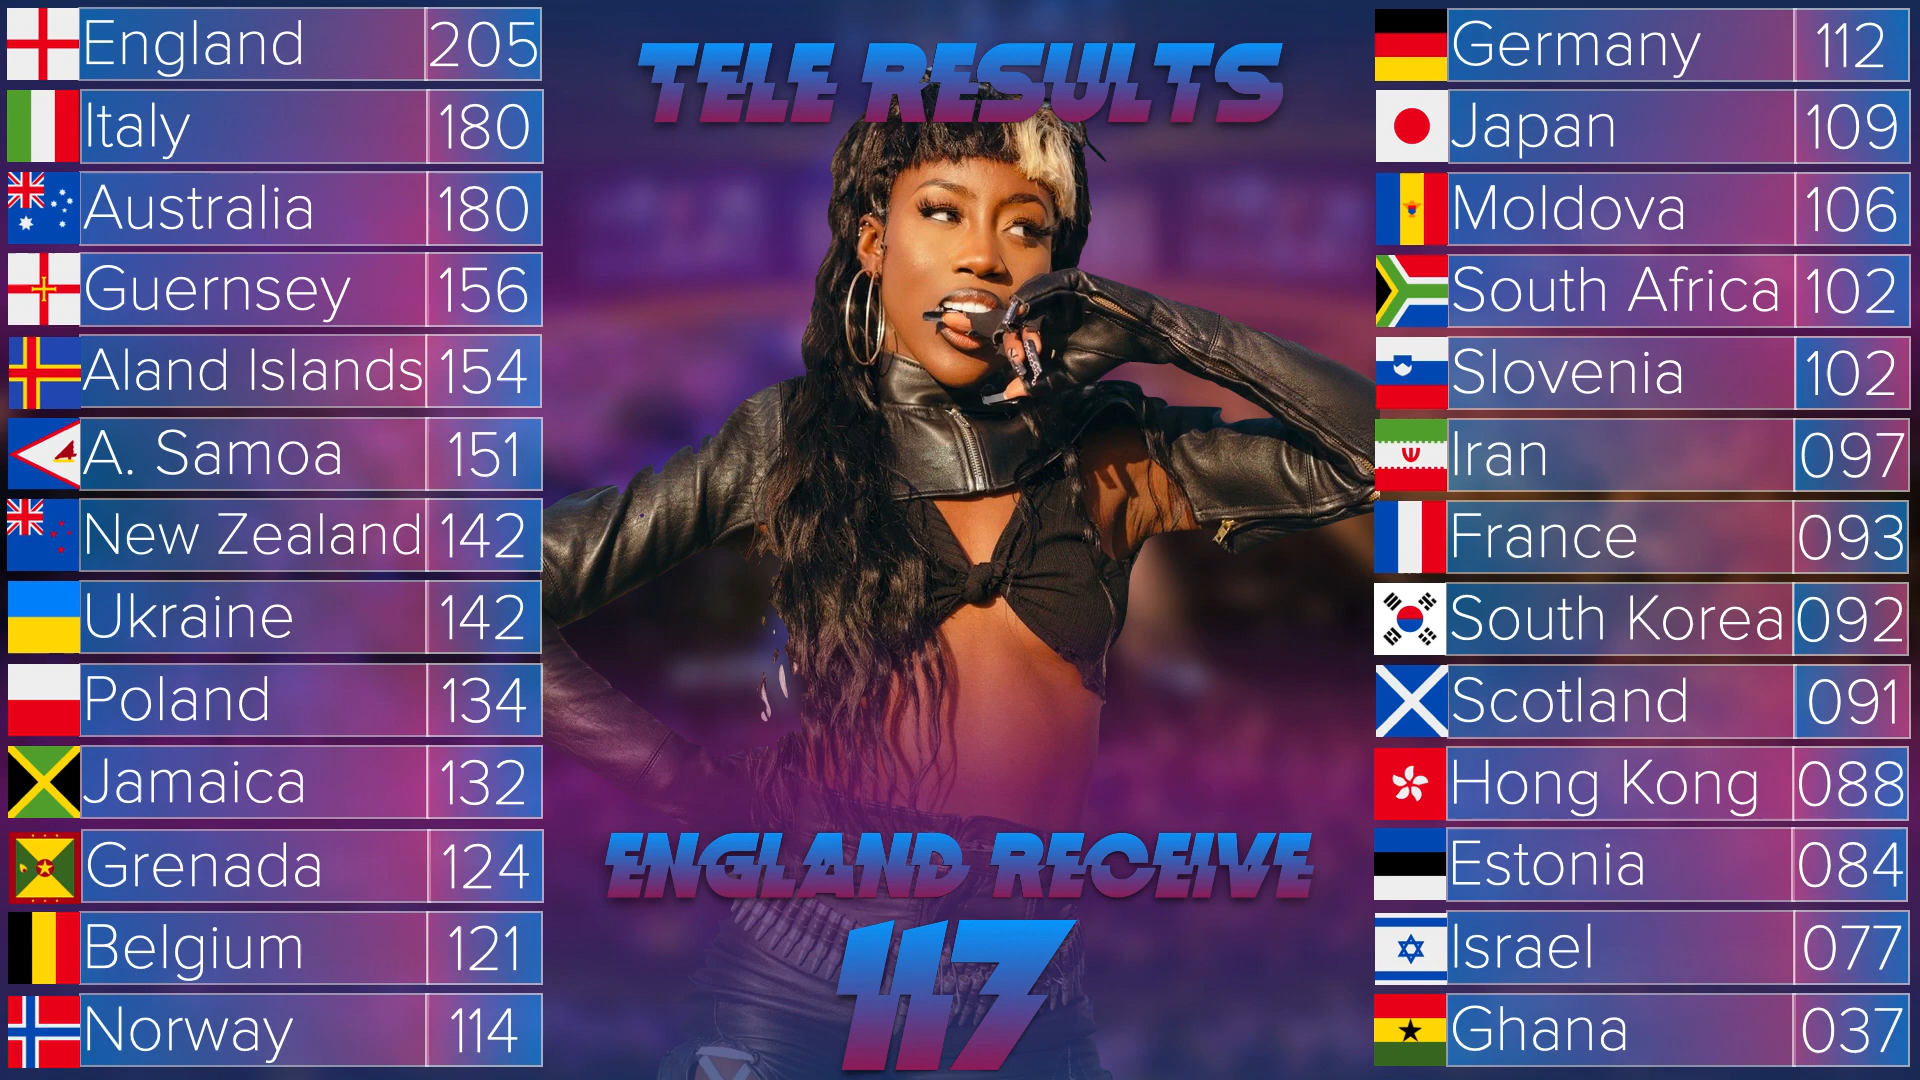 England 205
Italy 180
Australia 180
Guernsey 156
Aland Islands 154
A. Samoa 151
New Zealand 142
Ukraine 142
Poland 134
Jamaica 132
Grenada 124
Belgium 121
Norway 114
TELE RESULTS
ENGLAND RECEIVE
117
Germany 112
Japan 109
Moldova 106
South Africa 102
Slovenia 102
Iran 097
France 093
South Korea 092
Scotland 091
Hong Kong 088
Estonia 084
Israel 077
Ghana 037